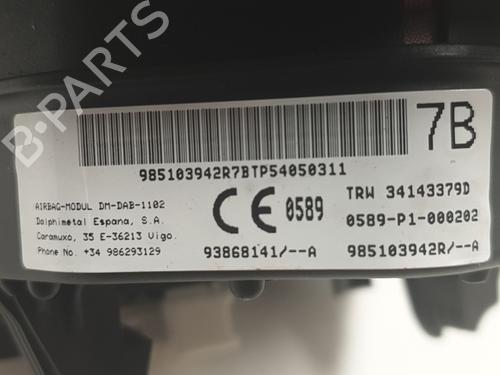 7B
985103942R7BTP54050311
AIRBAG-MODUL DM-DAB-1102
Dalphimetal Espana, S.A.
Caramuxo, 35 E-36213 Vigo.
Phone No. +34 986293129
CE 0589
TRW 34143379D
0589-P1-000202
93868141/--A
985103942R/--A
B-PARTS